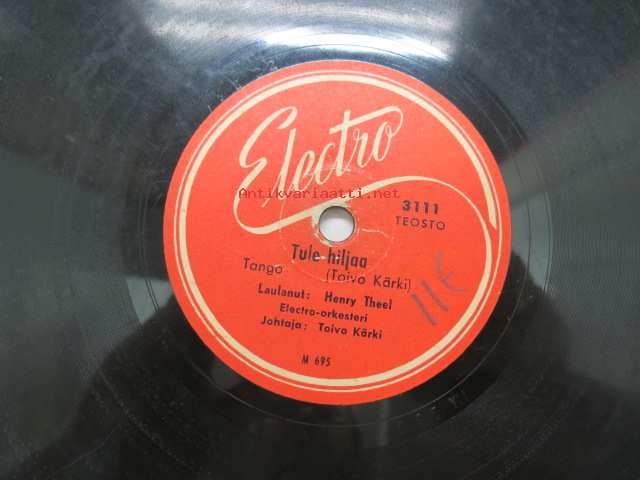 Electro
Antikvariaatti.net
3111
TEOSTO
Tule hiljaa
Tango (Toivo Kärki)
Laulanut: Henry Theel
Electro-orkesteri
Johtaja: Toivo Kärki
M 695